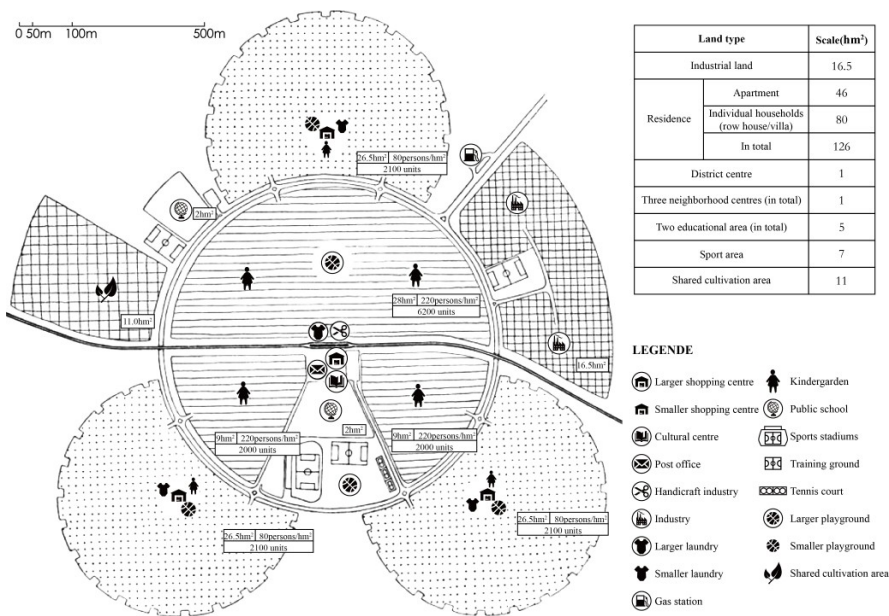 0 50m 100m 500m
26.5hm² 80persons/hm²
2100 units
2hm²
28hm² 220persons/hm²
6200 units
11.0hm²
16.5hm²
9hm² 220persons/hm²
2000 units
2hm²
9hm² 220persons/hm²
2000 units
26.5hm² 80persons/hm²
2100 units
26.5hm² 80persons/hm²
2100 units
Land type Scale(hm²)
Industrial land 16.5
Residence Apartment 46
Individual households
(row house/villa) 80
In total 126
District centre 1
Three neighborhood centres (in total) 1
Two educational area (in total) 5
Sport area 7
Shared cultivation area 11
LEGENDE
Larger shopping centre
Smaller shopping centre
Cultural centre
Post office
Handicraft industry
Industry
Larger laundry
Smaller laundry
Gas station
Kindergarden
Public school
Sports stadiums
Training ground
Tennis court
Larger playground
Smaller playground
Shared cultivation area